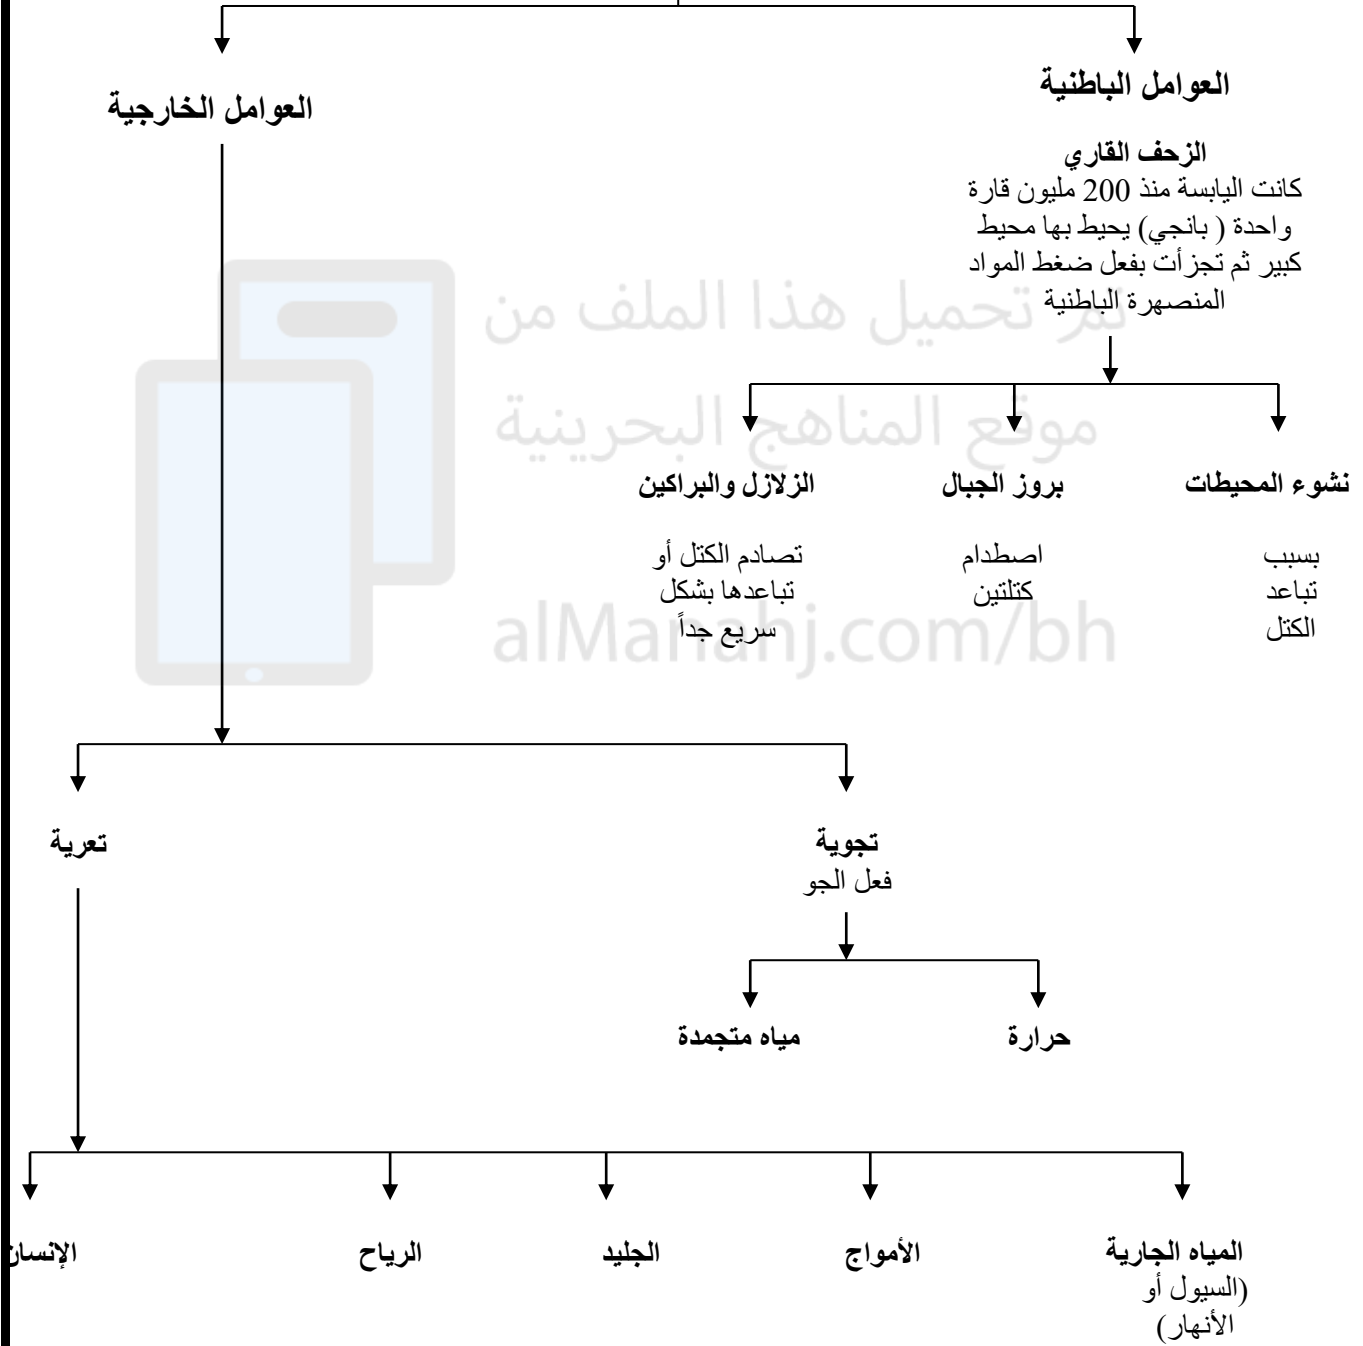 العوامل الباطنية
العوامل الخارجية
الزحف القاري
كانت اليابسة منذ 200 مليون قارة
واحدة ( بانجي) يحيط بها محيط
كبير ثم تجزأت بفعل ضغط المواد
المنصهرة الباطنية
تم تحميل هذا الملف من
موقع المناهج البحرينية
alManahj.com/bh
نشوء المحيطات
بسبب
تباعد
الكتل
بروز الجبال
اصطدام
كتلتين
الزلازل والبراكين
تصادم الكتل أو
تباعدها بشكل
سريع جداً
تجوية
فعل الجو
تعرية
حرارة
مياه متجمدة
المياه الجارية
(السيول أو
الأنهار)
الأمواج
الجليد
الرياح
الإنسان